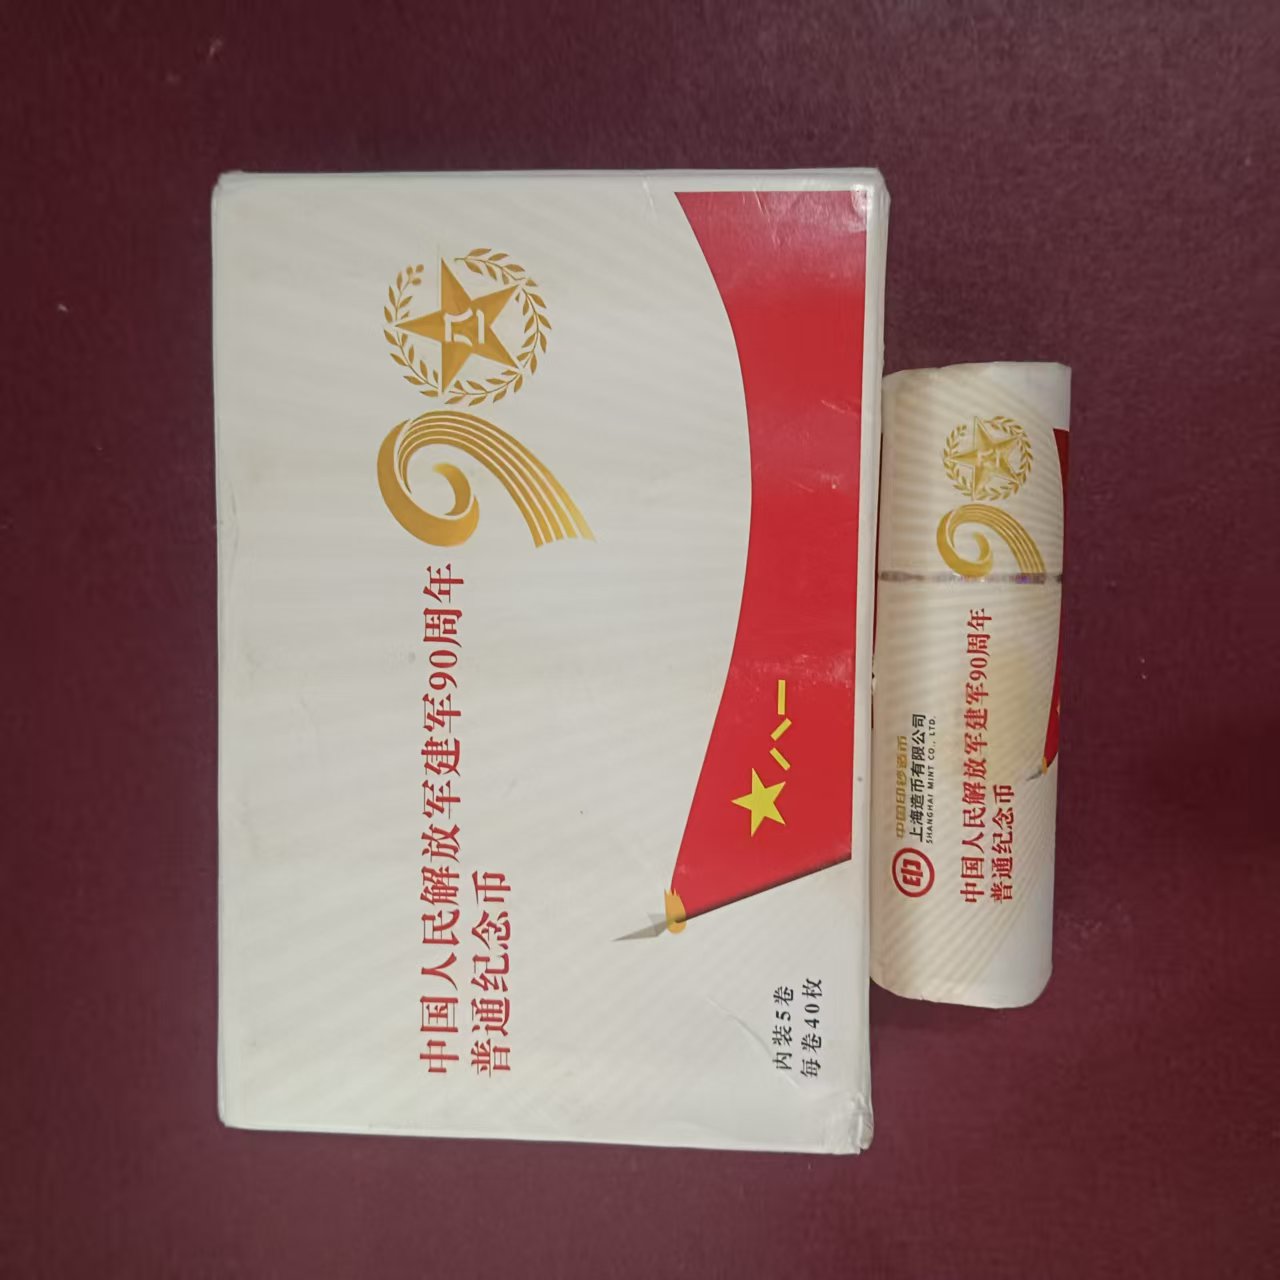 八一
中国人民解放军建军90周年
普通纪念币
八一
内装5卷
每卷40枚
印
中国印钞造币
上海造币有限公司
SHANGHAI MINT CO., LTD.
中国人民解放军建军90周年
普通纪念币